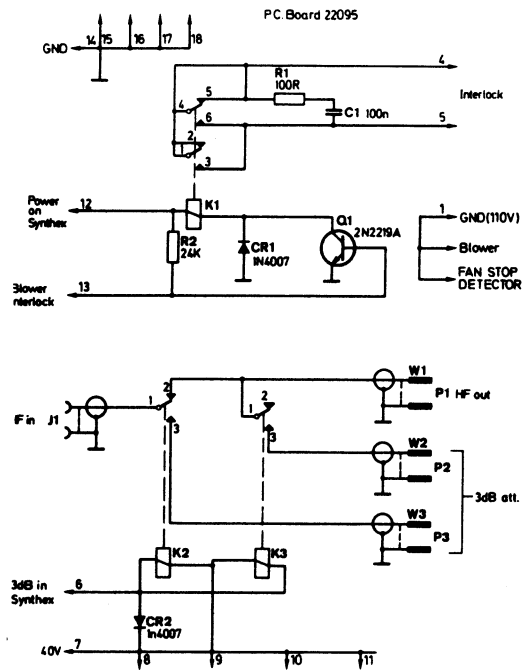 P.C. Board 22095
GND 14 15 16 17 18
4
R1
100R
5
4
Interlock
C1 100n
6
5
2
1
3
Power
on
Synthex
12
K1
Q1
2N2219A
1
GND(110V)
R2
24K
CR1
1N4007
Blower
FAN STOP
DETECTOR
13
Blower
nterlock
W1
2
1
2
P1 HF out
IF in J1
1
3
3
W2
P2
3dB att.
W3
P3
K2
K3
3dB in
Synthex
6
CR2
1n4007
40V
7
8
9
10
11